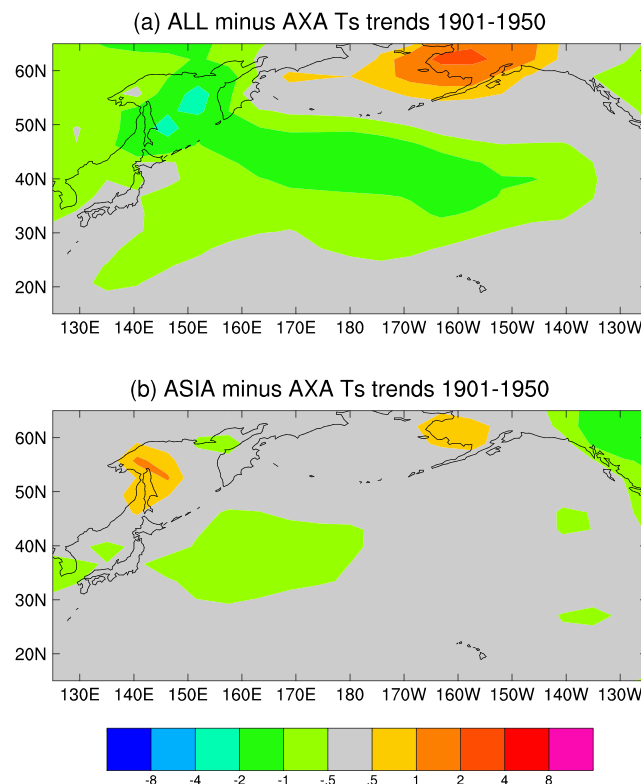 (a) ALL minus AXA Ts trends 1901-1950
60N
50N
40N
30N
20N
130E 140E 150E 160E 170E 180 170W 160W 150W 140W 130W
(b) ASIA minus AXA Ts trends 1901-1950
60N
50N
40N
30N
20N
130E 140E 150E 160E 170E 180 170W 160W 150W 140W 130W
-8 -4 -2 -1 -.5 .5 1 2 4 8